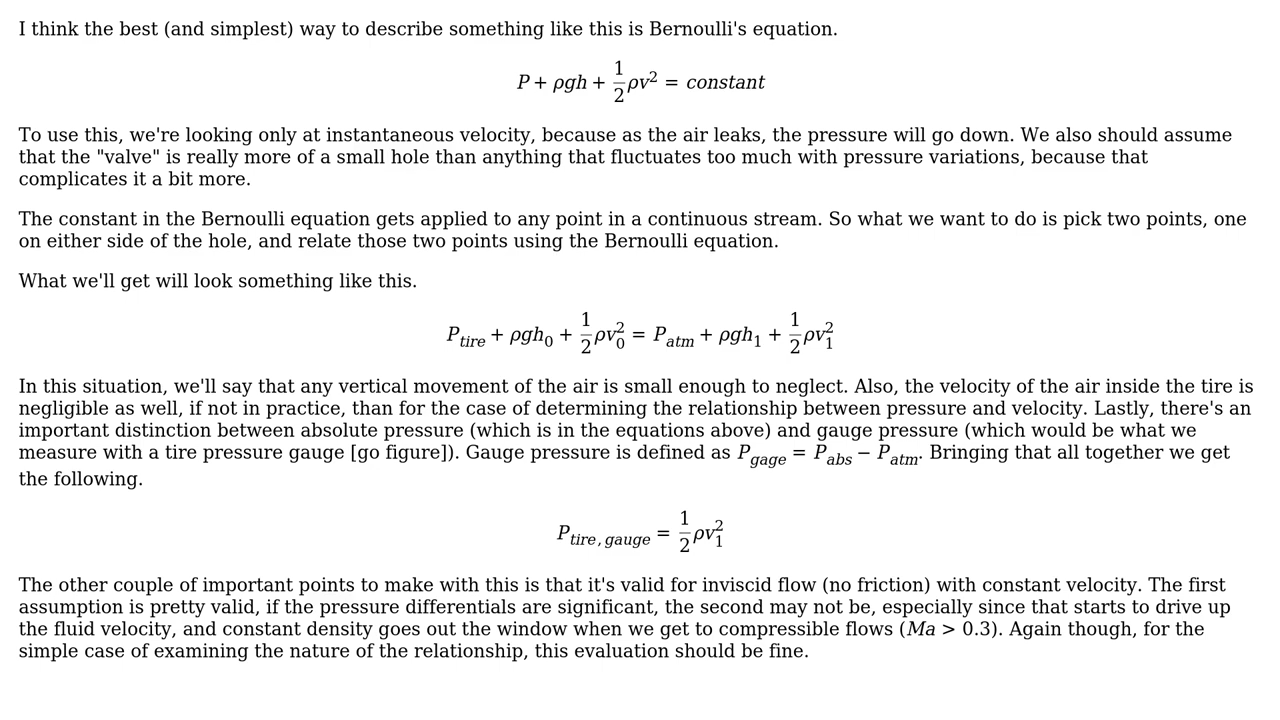 I think the best (and simplest) way to describe something like this is Bernoulli's equation.
P + ρgh + 1/2 ρv² = constant
To use this, we're looking only at instantaneous velocity, because as the air leaks, the pressure will go down. We also should assume
that the "valve" is really more of a small hole than anything that fluctuates too much with pressure variations, because that
complicates it a bit more.
The constant in the Bernoulli equation gets applied to any point in a continuous stream. So what we want to do is pick two points, one
on either side of the hole, and relate those two points using the Bernoulli equation.
What we'll get will look something like this.
P_tire + ρgh₀ + 1/2 ρv₀² = P_atm + ρgh₁ + 1/2 ρv₁²
In this situation, we'll say that any vertical movement of the air is small enough to neglect. Also, the velocity of the air inside the tire is
negligible as well, if not in practice, than for the case of determining the relationship between pressure and velocity. Lastly, there's an
important distinction between absolute pressure (which is in the equations above) and gauge pressure (which would be what we
measure with a tire pressure gauge [go figure]). Gauge pressure is defined as P_gage = P_abs − P_atm. Bringing that all together we get
the following.
P_tire,gauge = 1/2 ρv₁²
The other couple of important points to make with this is that it's valid for inviscid flow (no friction) with constant velocity. The first
assumption is pretty valid, if the pressure differentials are significant, the second may not be, especially since that starts to drive up
the fluid velocity, and constant density goes out the window when we get to compressible flows (Ma > 0.3). Again though, for the
simple case of examining the nature of the relationship, this evaluation should be fine.